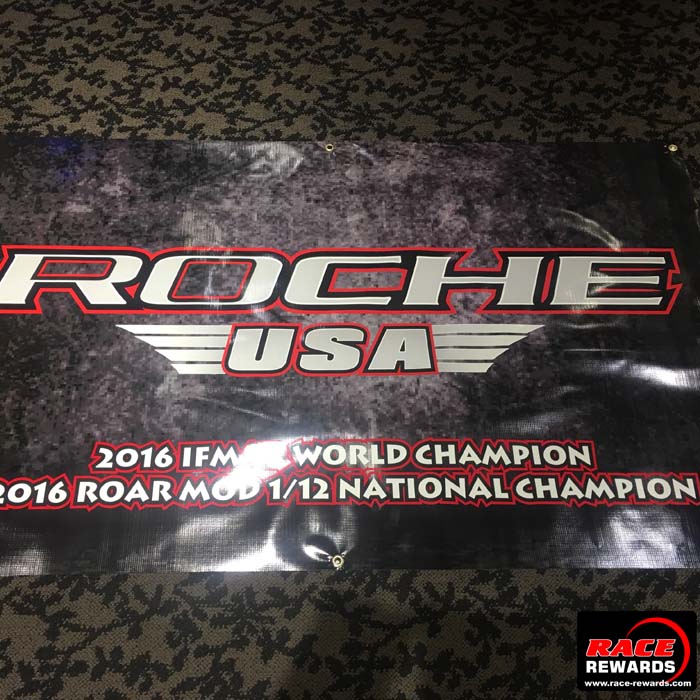 ROCHE
USA
2016 WORLD CHAMPION
2016 ROAR MOD 1/12 NATIONAL CHAMPION
RACE
REWARDS
www.race-rewards.com